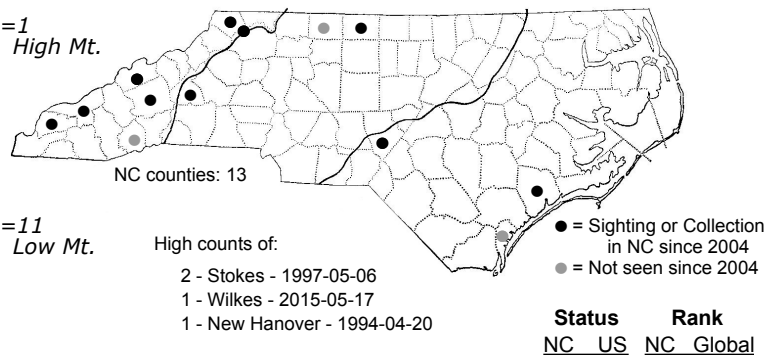 =1
High Mt.
NC counties: 13
=11
Low Mt.
High counts of:
2 - Stokes - 1997-05-06
1 - Wilkes - 2015-05-17
1 - New Hanover - 1994-04-20
= Sighting or Collection
in NC since 2004
= Not seen since 2004
Status Rank
NC US NC Global